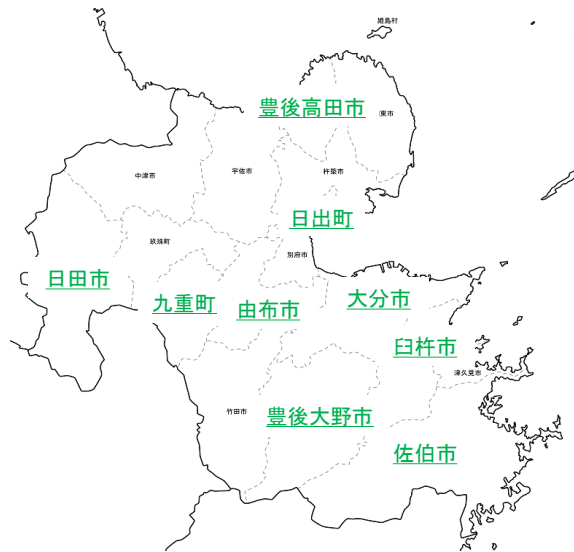 姫島村
豊後高田市
東市
中津市
宇佐市
杵築市
日出町
玖珠町
別府市
日田市
九重町
由布市
大分市
臼杵市
津久見市
竹田市
豊後大野市
佐伯市